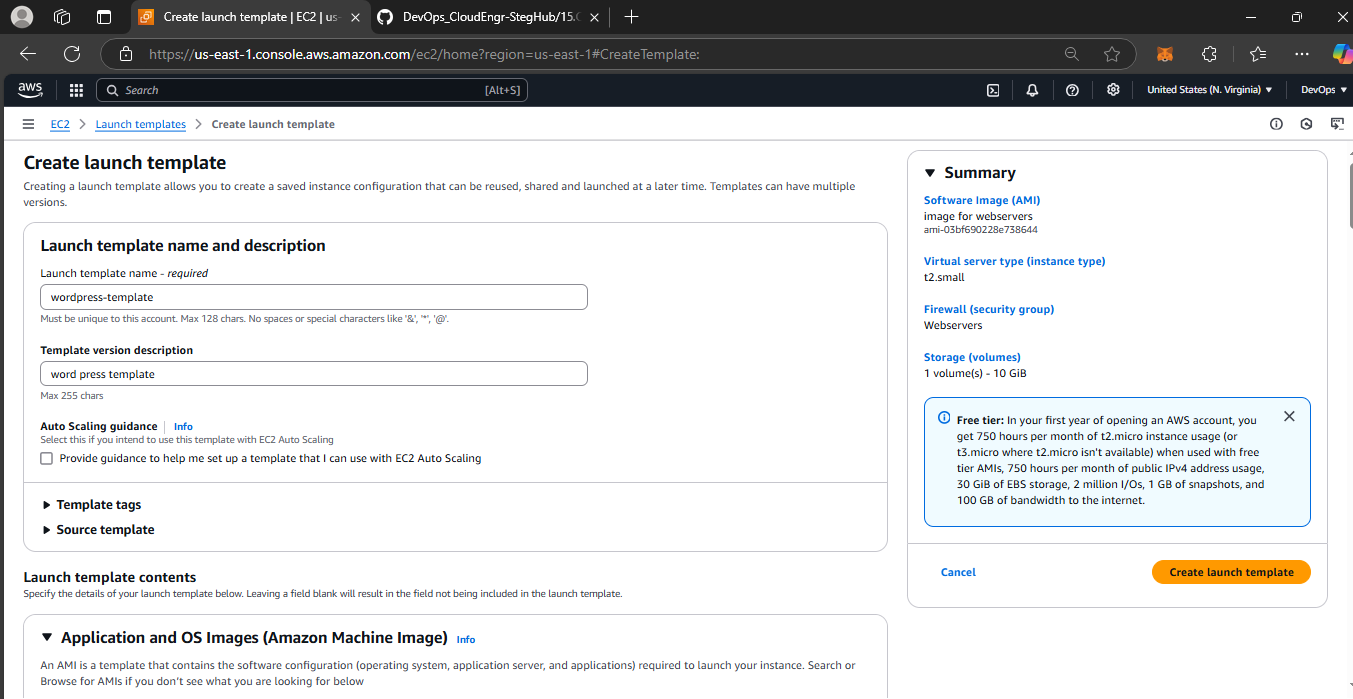 Create launch template | EC2 | us-
DevOps_CloudEngr-StegHub/15.C
https://us-east-1.console.aws.amazon.com/ec2/home?region=us-east-1#CreateTemplate:
aws
Search
[Alt+S]
United States (N. Virginia)
DevOps
EC2
Launch templates
Create launch template
Create launch template
Creating a launch template allows you to create a saved instance configuration that can be reused, shared and launched at a later time. Templates can have multiple
versions.
Launch template name and description
Launch template name - required
wordpress-template
Must be unique to this account. Max 128 chars. No spaces or special characters like '&', '*', '@'.
Template version description
word press template
Max 255 chars
Auto Scaling guidance
Info
Select this if you intend to use this template with EC2 Auto Scaling
Provide guidance to help me set up a template that I can use with EC2 Auto Scaling
Template tags
Source template
Launch template contents
Specify the details of your launch template below. Leaving a field blank will result in the field not being included in the launch template.
Application and OS Images (Amazon Machine Image)
Info
An AMI is a template that contains the software configuration (operating system, application server, and applications) required to launch your instance. Search or
Browse for AMIs if you don't see what you are looking for below
Summary
Software Image (AMI)
image for webservers
ami-03bf690228e738644
Virtual server type (instance type)
t2.small
Firewall (security group)
Webservers
Storage (volumes)
1 volume(s) - 10 GiB
Free tier: In your first year of opening an AWS account, you
get 750 hours per month of t2.micro instance usage (or
t3.micro where t2.micro isn't available) when used with free
tier AMIs, 750 hours per month of public IPv4 address usage,
30 GiB of EBS storage, 2 million I/Os, 1 GB of snapshots, and
100 GB of bandwidth to the internet.
Cancel
Create launch template